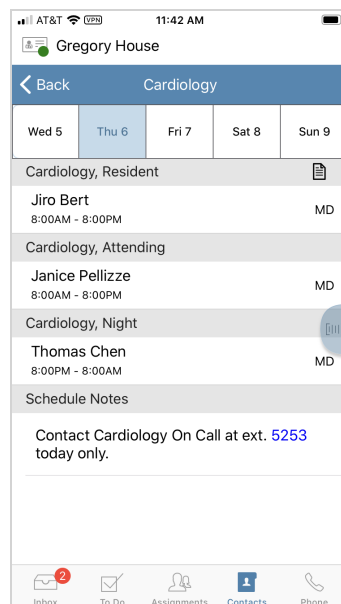 AT&T VPN 11:42 AM
Gregory House
Back Cardiology
Wed 5 Thu 6 Fri 7 Sat 8 Sun 9
Cardiology, Resident
Jiro Bert
8:00AM - 8:00PM MD
Cardiology, Attending
Janice Pellizze
8:00AM - 8:00PM MD
Cardiology, Night
Thomas Chen
8:00PM - 8:00AM MD
Schedule Notes
Contact Cardiology On Call at ext. 5253
today only.
2
Inbox To Do Assignments Contacts Phone